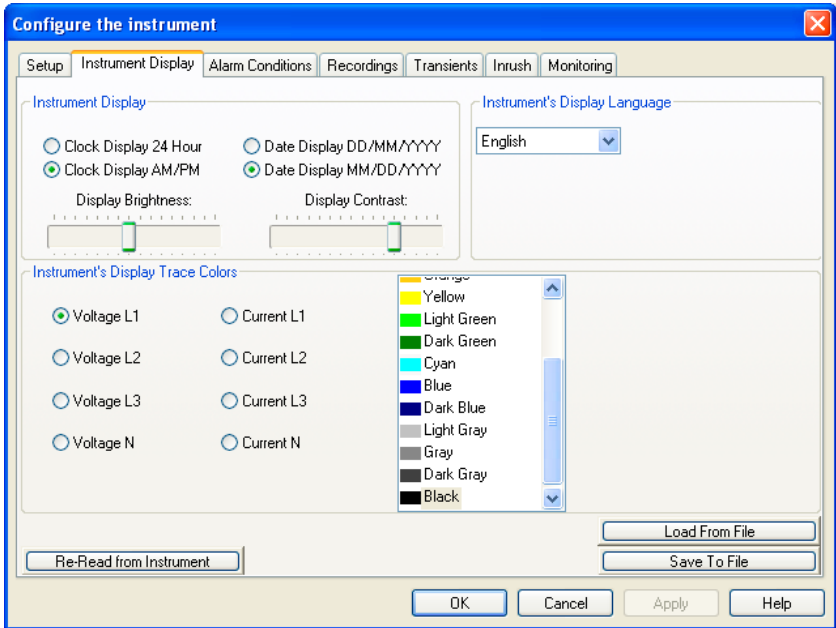 Configure the instrument
Setup Instrument Display Alarm Conditions Recordings Transients Inrush Monitoring
Instrument Display
Instrument's Display Language
Clock Display 24 Hour Date Display DD/MM/YYYY
English
Clock Display AM/PM Date Display MM/DD/YYYY
Display Brightness: Display Contrast:
Instrument's Display Trace Colors
Orange
Yellow
Voltage L1 Current L1
Light Green
Dark Green
Voltage L2 Current L2
Cyan
Blue
Voltage L3 Current L3
Dark Blue
Light Gray
Voltage N Current N
Gray
Dark Gray
Black
Load From File
Re-Read from Instrument Save To File
OK Cancel Apply Help